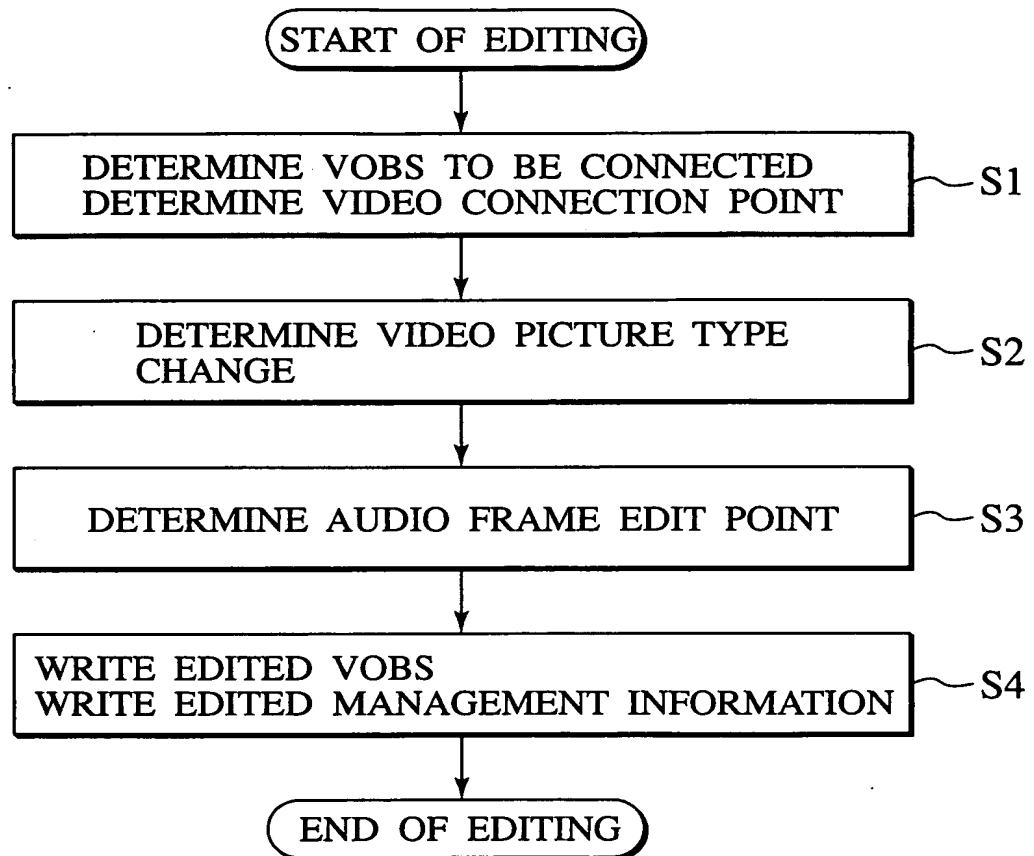 START OF EDITING
DETERMINE VOBS TO BE CONNECTED
DETERMINE VIDEO CONNECTION POINT
S1
DETERMINE VIDEO PICTURE TYPE
CHANGE
S2
DETERMINE AUDIO FRAME EDIT POINT
S3
WRITE EDITED VOBS
WRITE EDITED MANAGEMENT INFORMATION
S4
END OF EDITING